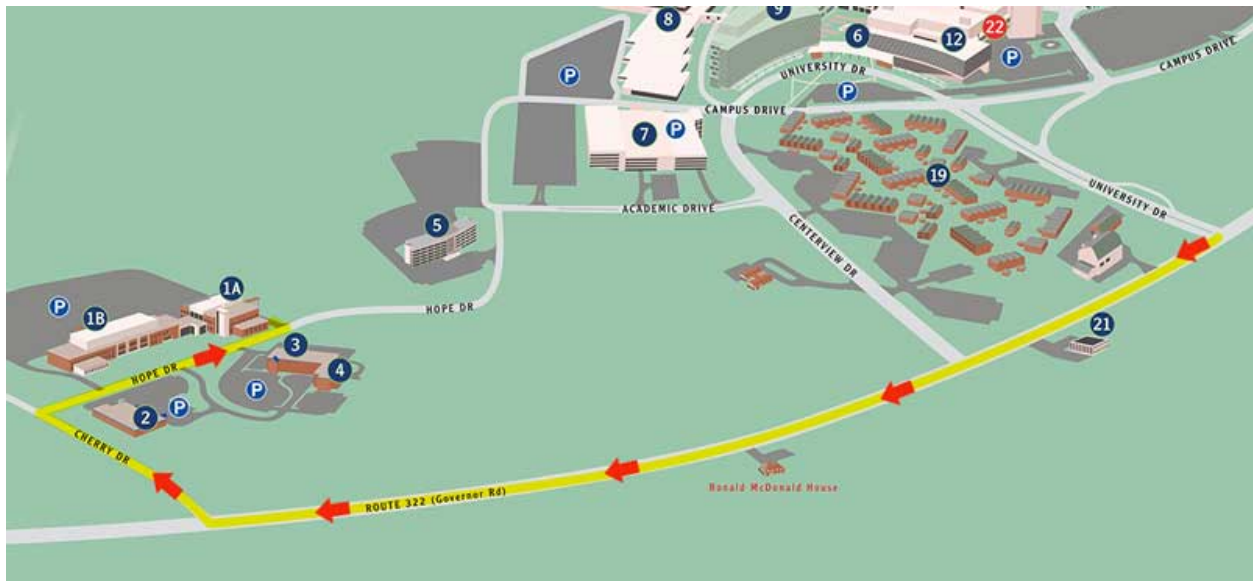 8
9
22
6
12
P
P
UNIVERSITY DR
CAMPUS DRIVE
P
CAMPUS DRIVE
P
7
P
19
UNIVERSITY DR
ACADEMIC DRIVE
5
CENTERVIEW DR
1A
P
HOPE DR
1B
21
3
HOPE DR
4
P
2
P
CHERRY DR
Ronald McDonald House
ROUTE 322 (Governor Rd)